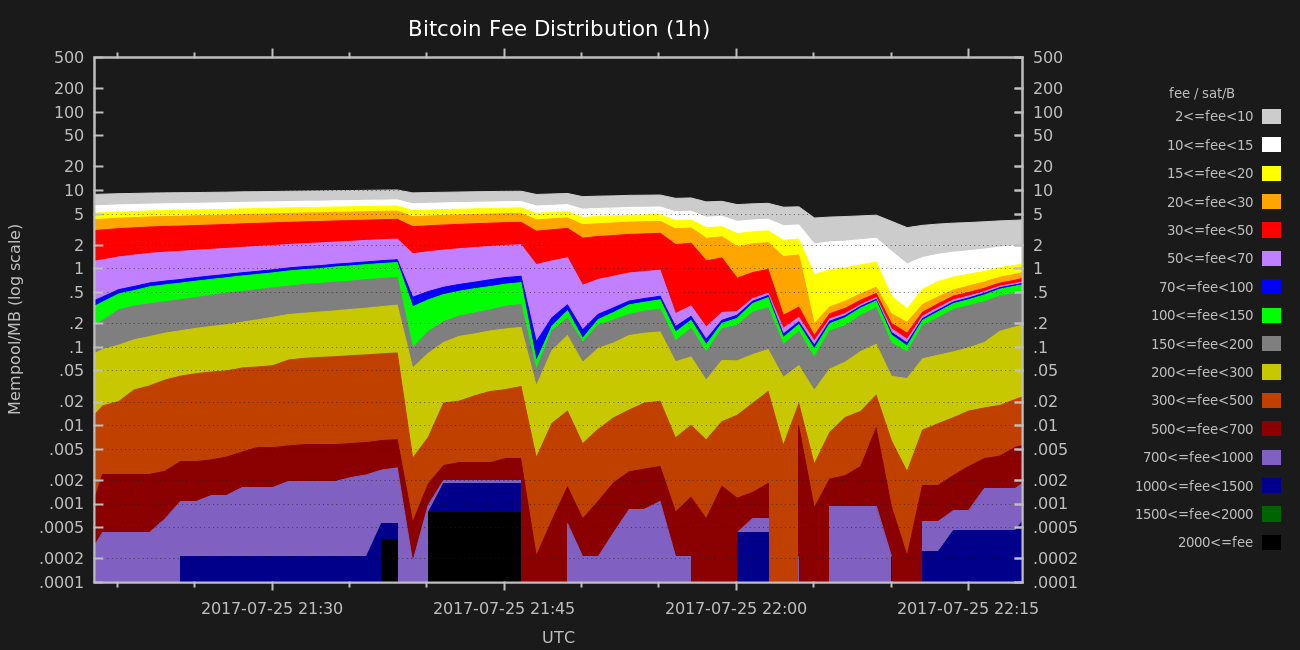 Bitcoin Fee Distribution (1h)
500 500
200 200
100 100
50 50
20 20
10 10
5 5
2 2
1 1
.5 .5
.2 .2
.1 .1
.05 .05
.02 .02
.01 .01
.005 .005
.002 .002
.001 .001
.0005 .0005
.0002 .0002
.0001 .0001
Mempool/MB (log scale)
2017-07-25 21:30 2017-07-25 21:45 2017-07-25 22:00 2017-07-25 22:15
UTC
fee / sat/B
2<=fee<10
10<=fee<15
15<=fee<20
20<=fee<30
30<=fee<50
50<=fee<70
70<=fee<100
100<=fee<150
150<=fee<200
200<=fee<300
300<=fee<500
500<=fee<700
700<=fee<1000
1000<=fee<1500
1500<=fee<2000
2000<=fee